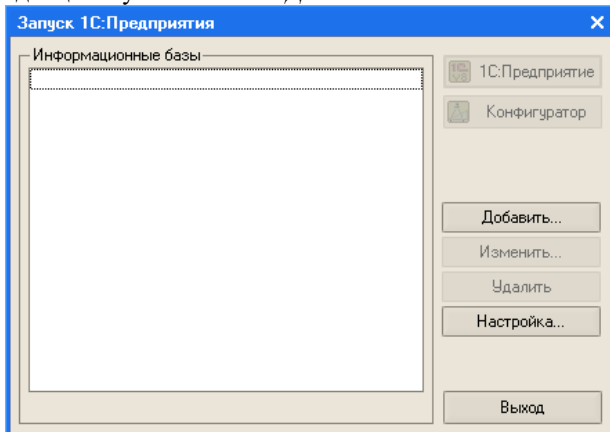 Запуск 1С:Предприятия
Информационные базы
1С:Предприятие
Конфигуратор
Добавить...
Изменить...
Удалить
Настройка...
Выход